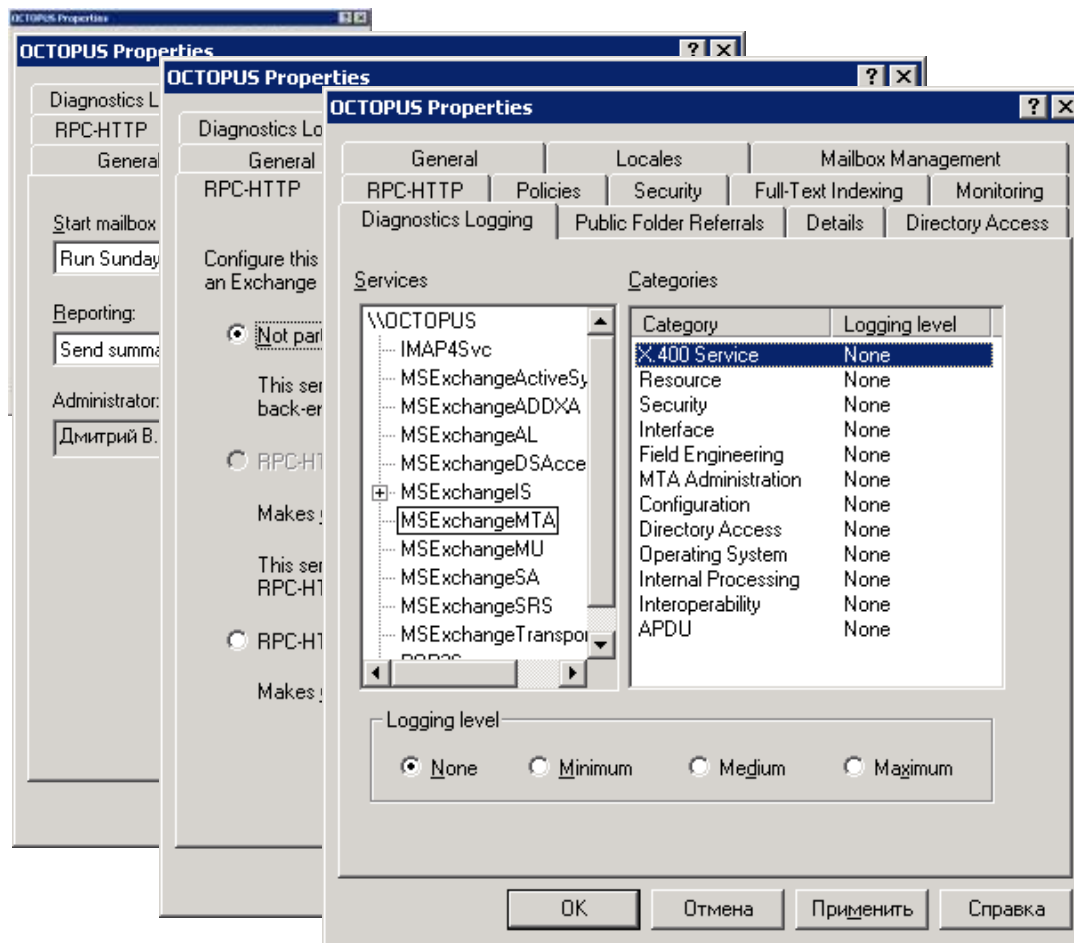 OCTOPUS Properties
OCTOPUS Properties
Diagnostics L
RPC-HTTP
General
Start mailbox
Run Sunday
Reporting:
Send summa
Administrator:
Дмитрий В.
OCTOPUS Properties
Diagnostics Lo
General
RPC-HTTP
Configure this
an Exchange
Not part
This ser
back-er
RPC-HT
Makes
This ser
RPC-HT
RPC-HT
Makes
OCTOPUS Properties
General Locales Mailbox Management
RPC-HTTP Policies Security Full-Text Indexing Monitoring
Diagnostics Logging Public Folder Referrals Details Directory Access
Services
\\OCTOPUS
IMAP4Svc
MSExchangeActiveSy
MSExchangeADDXA
MSExchangeAL
MSExchangeDSAcce
MSExchangeIS
MSExchangeMTA
MSExchangeMU
MSExchangeSA
MSExchangeSRS
MSExchangeTranspor
Categories
Category Logging level
X.400 Service None
Resource None
Security None
Interface None
Field Engineering None
MTA Administration None
Configuration None
Directory Access None
Operating System None
Internal Processing None
Interoperability None
APDU None
Logging level
None Minimum Medium Maximum
OK Отмена Применить Справка